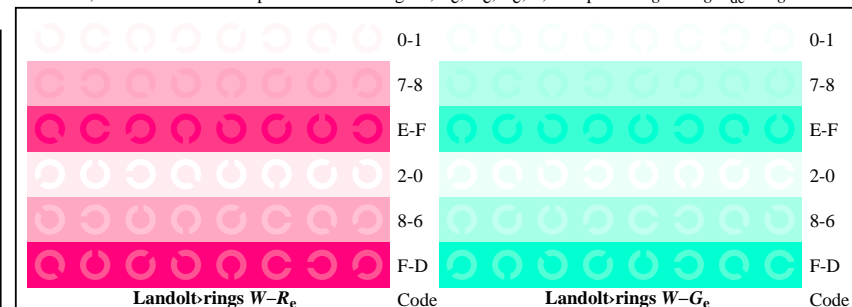 0-1 0-1
7-8 7-8
E-F E-F
2-0 2-0
8-6 8-6
F-D F-D
Landolt›rings W–Re Code Landolt›rings W–Ge Code